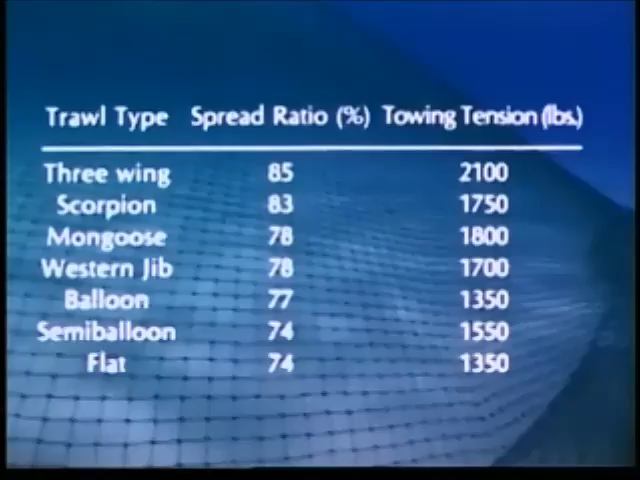 Trawl Type Spread Ratio (%) Towing Tension (lbs.)
Three wing 85 2100
Scorpion 83 1750
Mongoose 78 1800
Western Jib 78 1700
Balloon 77 1350
Semiballoon 74 1550
Flat 74 1350